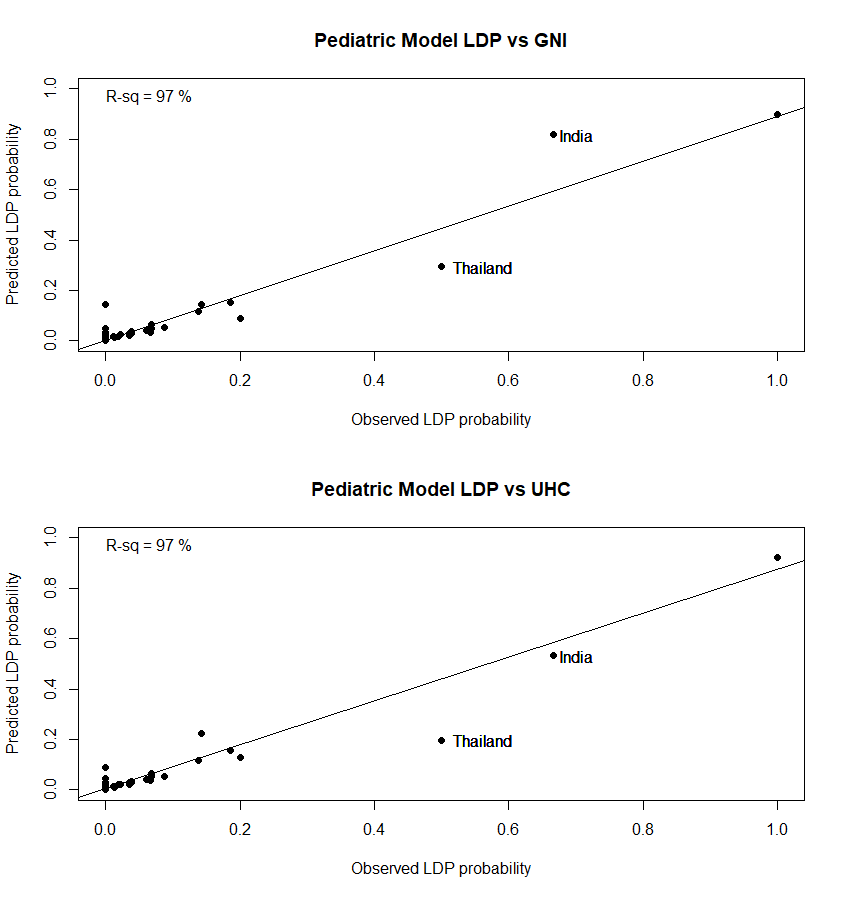 Pediatric Model LDP vs GNI
R-sq = 97 %
India
Thailand
Predicted LDP probability
0.0 0.2 0.4 0.6 0.8 1.0
0.0 0.2 0.4 0.6 0.8 1.0
Observed LDP probability
Pediatric Model LDP vs UHC
R-sq = 97 %
India
Thailand
Predicted LDP probability
0.0 0.2 0.4 0.6 0.8 1.0
0.0 0.2 0.4 0.6 0.8 1.0
Observed LDP probability